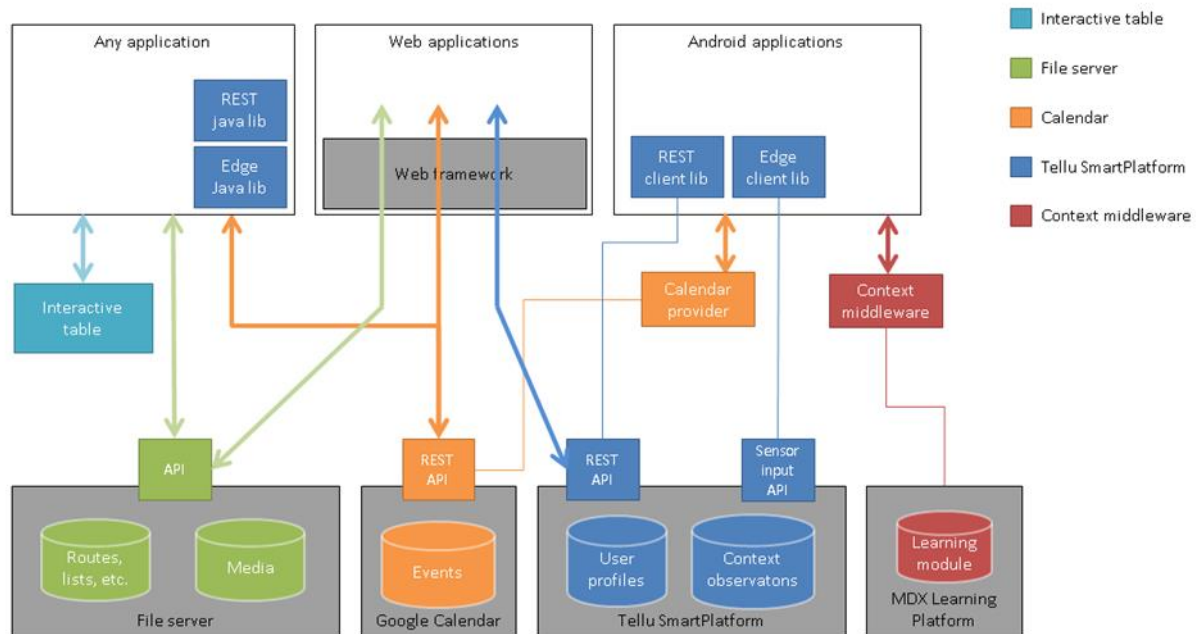 Any application
Web applications
Android applications
Interactive table
File server
Calendar
Tellu SmartPlatform
Context middleware
REST
java lib
Edge
Java lib
Web framework
REST
client lib
Edge
client lib
Interactive
table
Calendar
provider
Context
middleware
API
REST
API
REST
API
Sensor
input
API
Routes,
lists, etc.
Media
Events
User
profiles
Context
observatons
Learning
module
File server
Google Calendar
Tellu SmartPlatform
MDX Learning
Platform